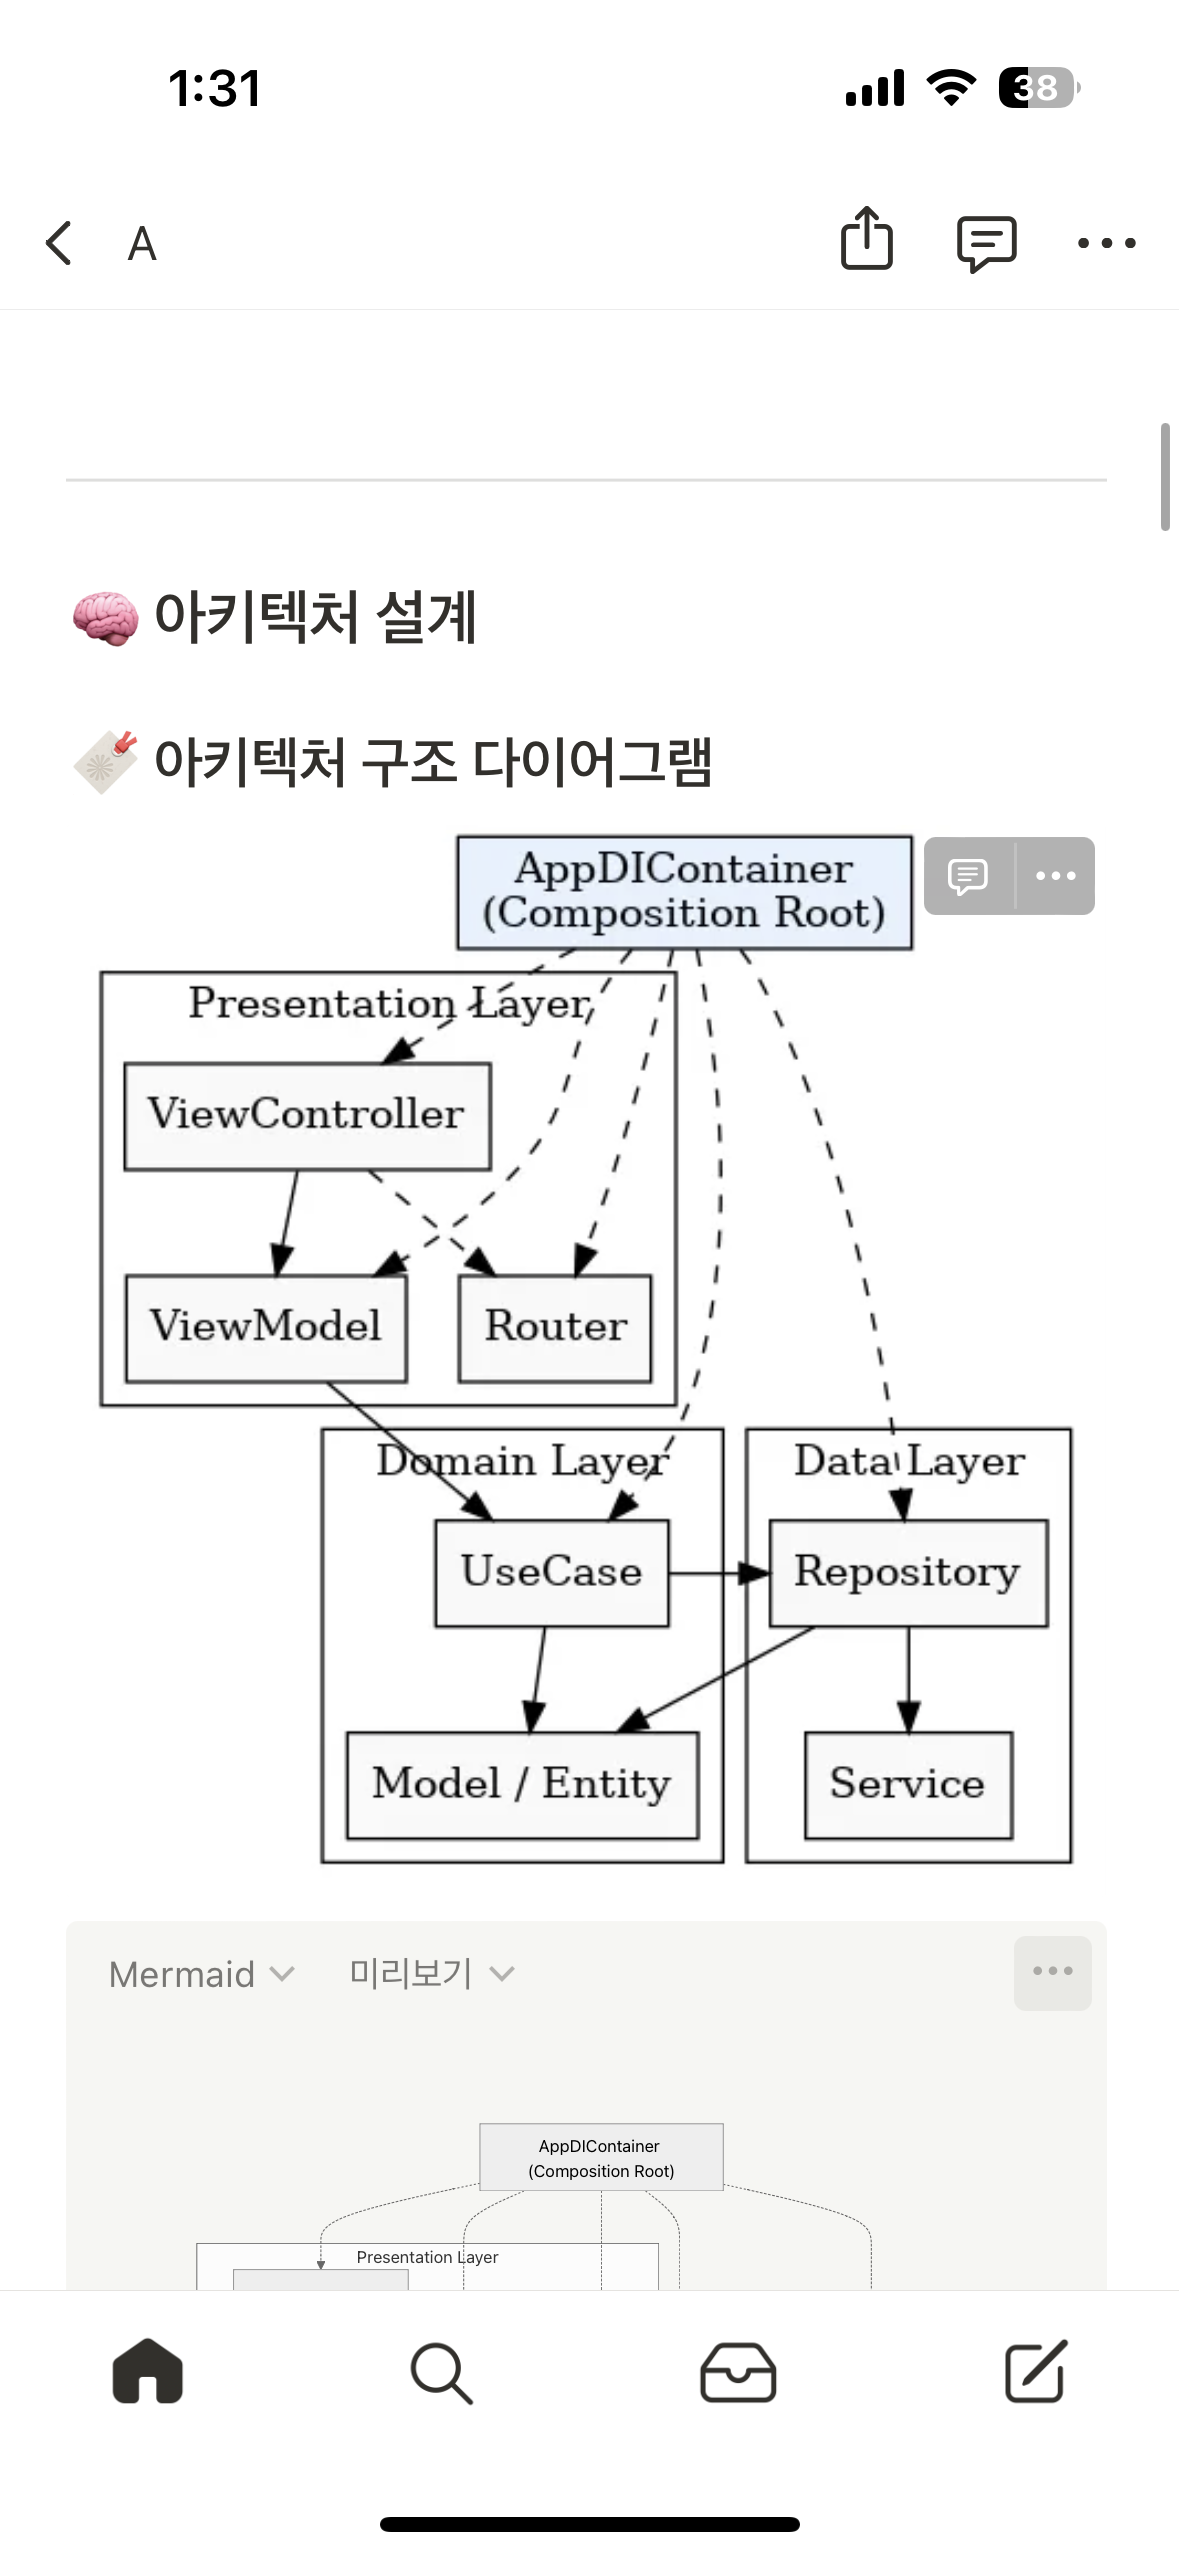 1:31
38
A
🧠 아키텍처 설계
아키텍처 구조 다이어그램
AppDIContainer
(Composition Root)
Presentation Layer
ViewController
ViewModel
Router
Domain Layer
Data Layer
UseCase
Repository
Model / Entity
Service
Mermaid
미리보기
AppDIContainer
(Composition Root)
Presentation Layer